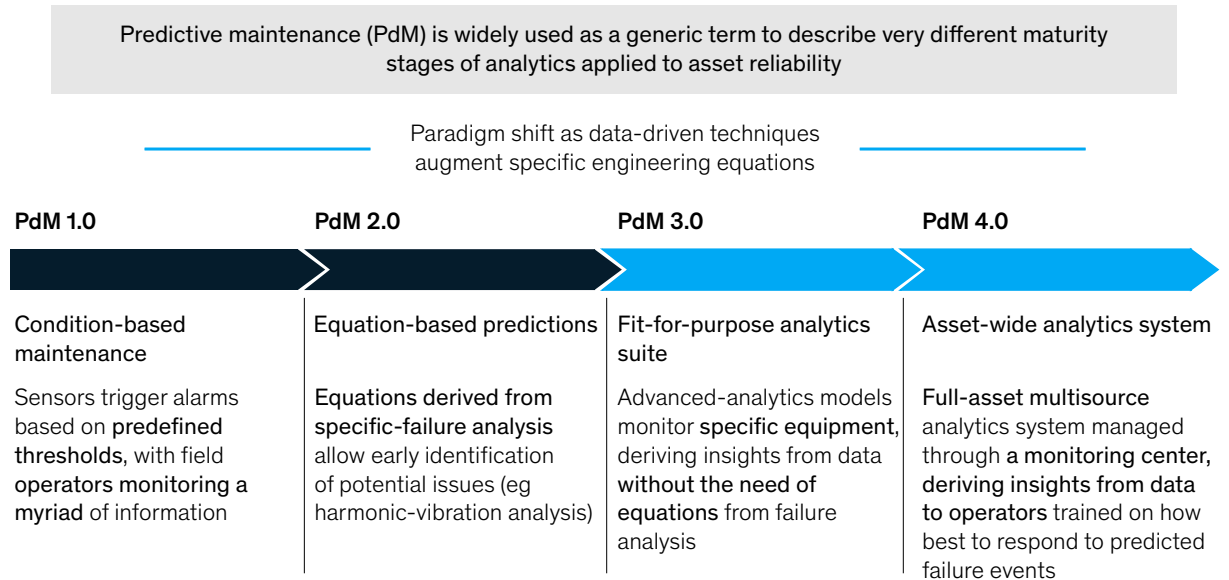 Predictive maintenance (PdM) is widely used as a generic term to describe very different maturity
stages of analytics applied to asset reliability
Paradigm shift as data-driven techniques
augment specific engineering equations
PdM 1.0
Condition-based
maintenance
Sensors trigger alarms
based on predefined
thresholds, with field
operators monitoring a
myriad of information
PdM 2.0
Equation-based predictions
Equations derived from
specific-failure analysis
allow early identification
of potential issues (eg
harmonic-vibration analysis)
PdM 3.0
Fit-for-purpose analytics
suite
Advanced-analytics models
monitor specific equipment,
deriving insights from data
without the need of
equations from failure
analysis
PdM 4.0
Asset-wide analytics system
Full-asset multisource
analytics system managed
through a monitoring center,
deriving insights from data
to operators trained on how
best to respond to predicted
failure events